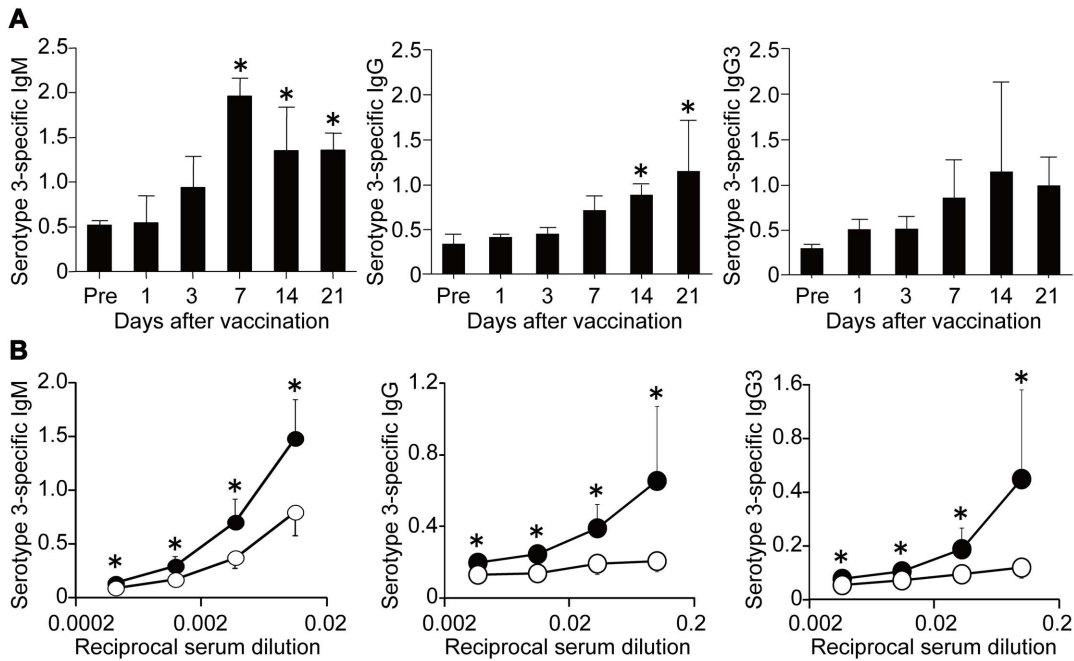 A
Serotype 3-specific IgM
2.5
2.0
1.5
1.0
0.5
0
* * *
Pre 1 3 7 14 21
Days after vaccination
Serotype 3-specific IgG
2.5
2.0
1.5
1.0
0.5
0
* *
Pre 1 3 7 14 21
Days after vaccination
Serotype 3-specific IgG3
2.5
2.0
1.5
1.0
0.5
0
Pre 1 3 7 14 21
Days after vaccination
B
Serotype 3-specific IgM
2.0
1.5
1.0
0.5
0
* * * *
0.0002 0.002 0.02
Reciprocal serum dilution
Serotype 3-specific IgG
1.2
0.8
0.4
0
* * * *
0.002 0.02 0.2
Reciprocal serum dilution
Serotype 3-specific IgG3
1.6
0.8
0.4
0.2
0
* * * *
0.002 0.02 0.2
Reciprocal serum dilution